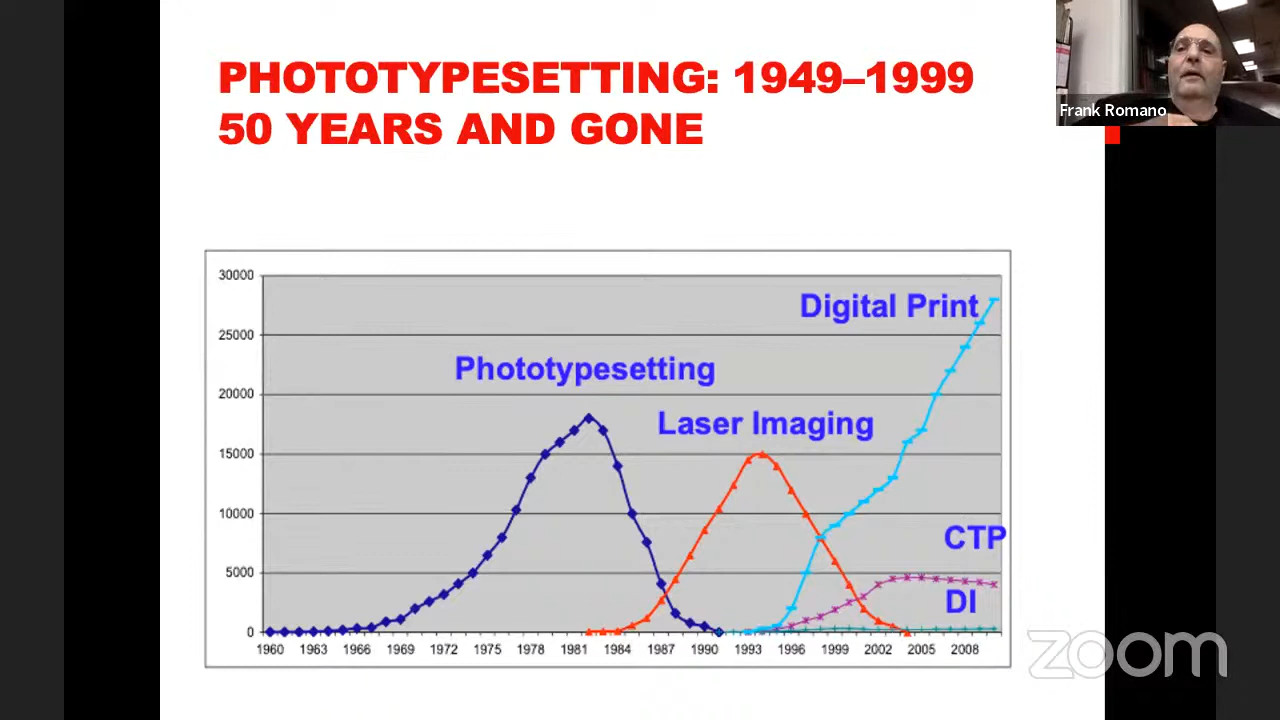 PHOTOTYPESETTING: 1949–1999
50 YEARS AND GONE
Frank Romano
30000
25000
20000
15000
10000
5000
0
Digital Print
Phototypesetting
Laser Imaging
CTP
DI
1960 1963 1966 1969 1972 1975 1978 1981 1984 1987 1990 1993 1996 1999 2002 2005 2008
zoom